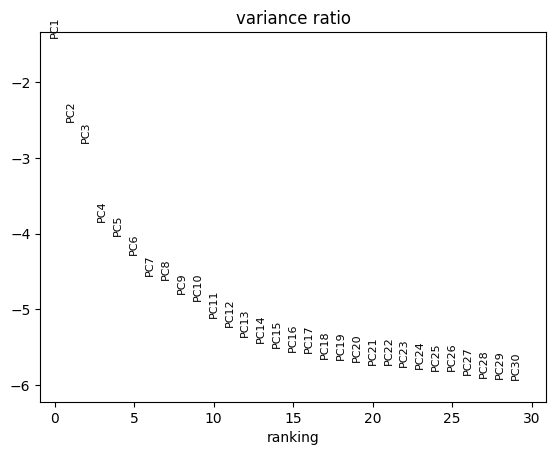 variance ratio
−2
−3
−4
−5
−6
PC1
PC2
PC3
PC4
PC5
PC6
PC7
PC8
PC9
PC10
PC11
PC12
PC13
PC14
PC15
PC16
PC17
PC18
PC19
PC20
PC21
PC22
PC23
PC24
PC25
PC26
PC27
PC28
PC29
PC30
0 5 10 15 20 25 30
ranking